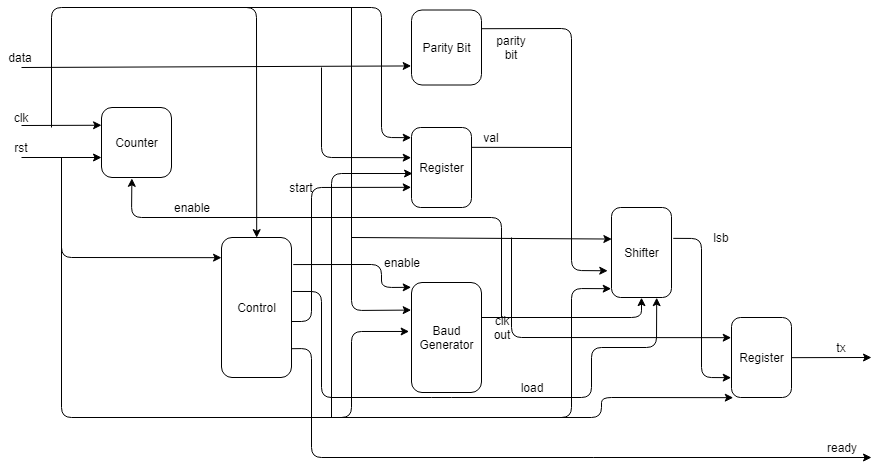 Parity Bit
parity
bit
data
clk
Counter
rst
val
Register
start
enable
lsb
Shifter
enable
Control
clk
out
Baud
Generator
tx
Register
load
ready